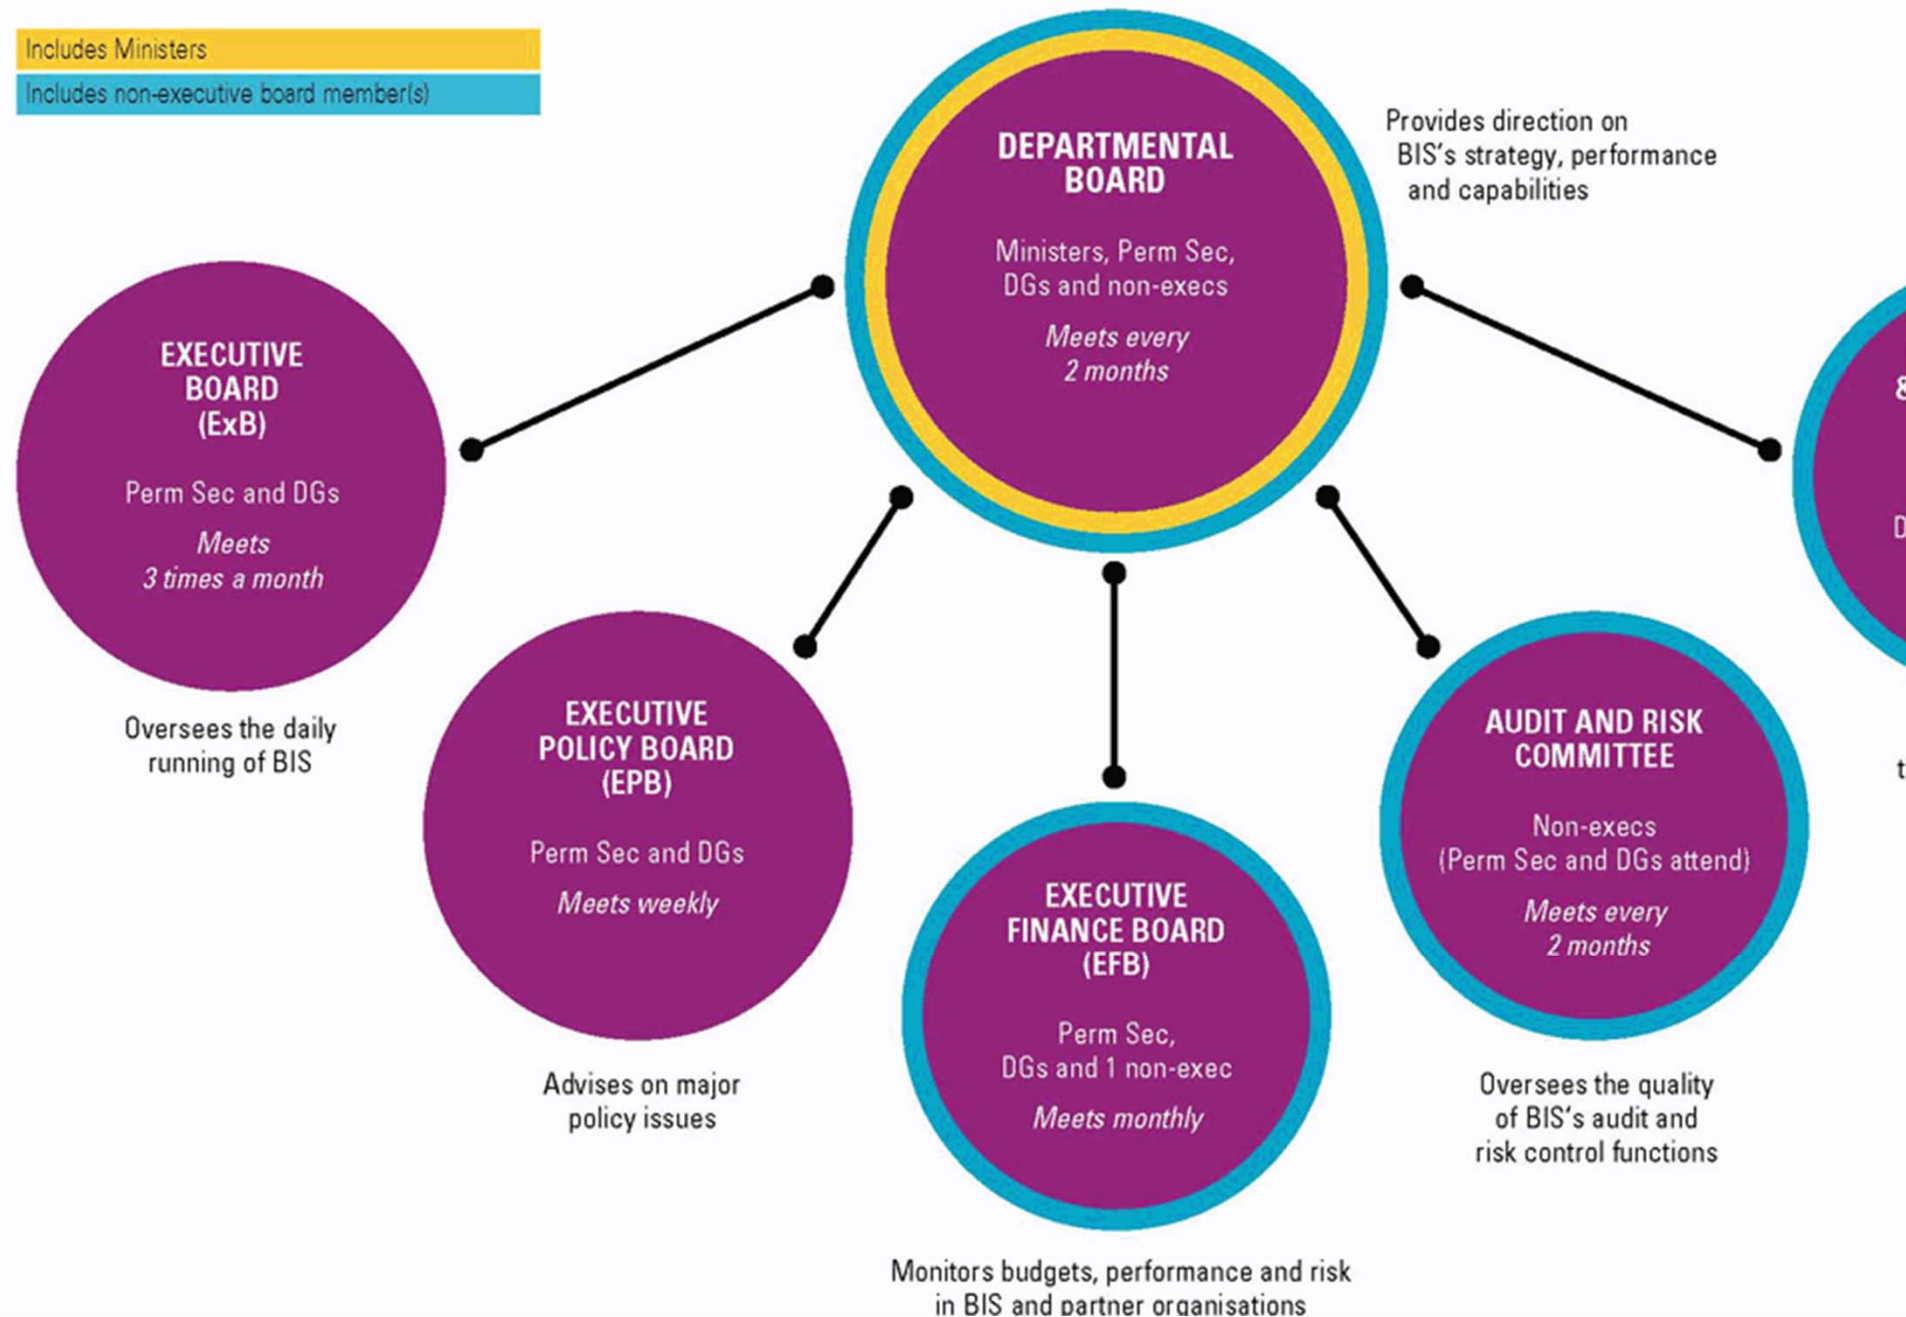 Includes Ministers
Includes non-executive board member(s)
DEPARTMENTAL
BOARD
Ministers, Perm Sec,
DGs and non-execs
Meets every
2 months
Provides direction on
BIS's strategy, performance
and capabilities
EXECUTIVE
BOARD
(ExB)
Perm Sec and DGs
Meets
3 times a month
Oversees the daily
running of BIS
EXECUTIVE
POLICY BOARD
(EPB)
Perm Sec and DGs
Meets weekly
Advises on major
policy issues
EXECUTIVE
FINANCE BOARD
(EFB)
Perm Sec,
DGs and 1 non-exec
Meets monthly
Monitors budgets, performance and risk
in BIS and partner organisations
AUDIT AND RISK
COMMITTEE
Non-execs
(Perm Sec and DGs attend)
Meets every
2 months
Oversees the quality
of BIS's audit and
risk control functions
&